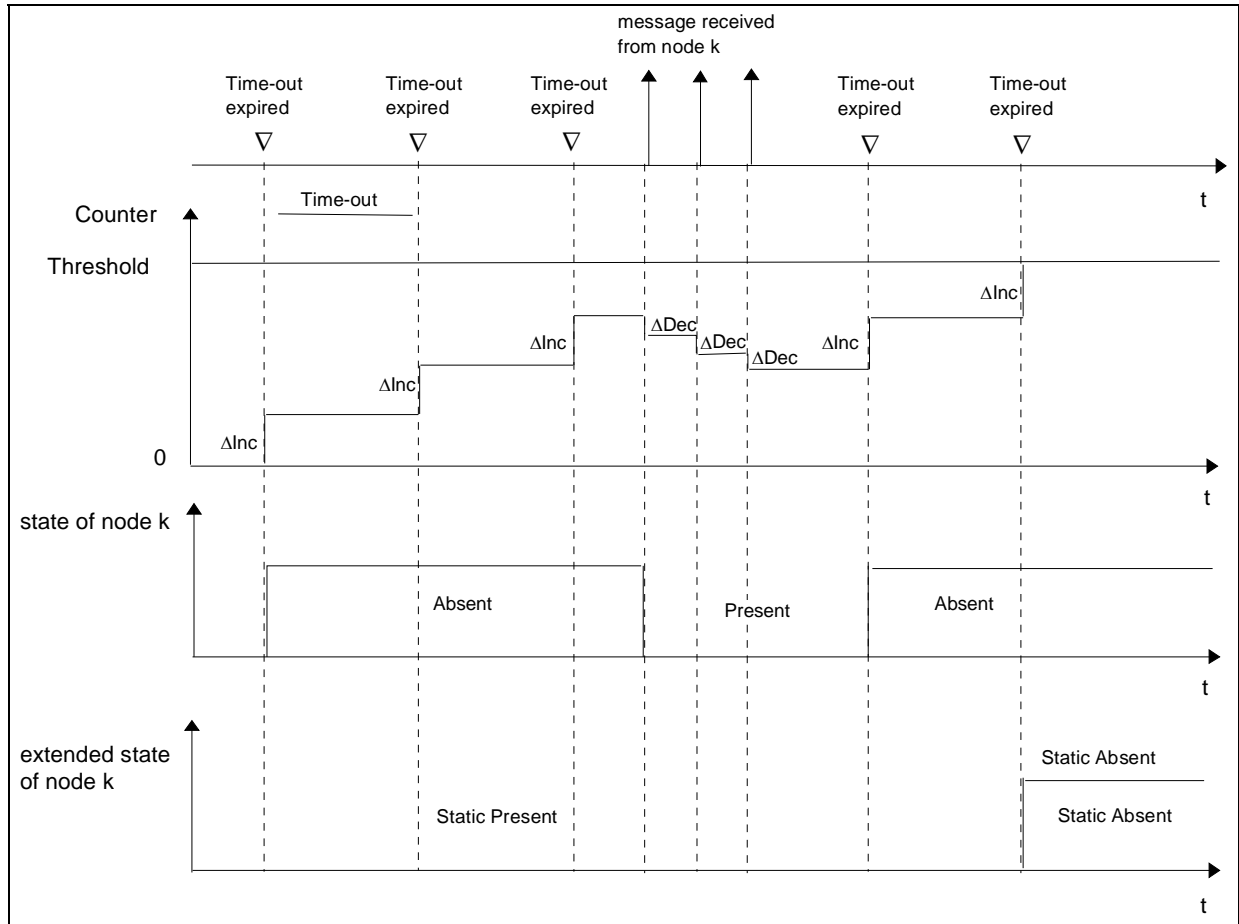 message received
from node k
Time-out
expired
Time-out
expired
Time-out
expired
Time-out
expired
Time-out
expired
∇
∇
∇
∇
∇
t
Time-out
Counter
Threshold
ΔInc
ΔInc
ΔInc
ΔDec
ΔDec
ΔDec
ΔInc
ΔInc
0
t
state of node k
Absent
Present
Absent
t
extended state
of node k
Static Present
Static Absent
Static Absent
t